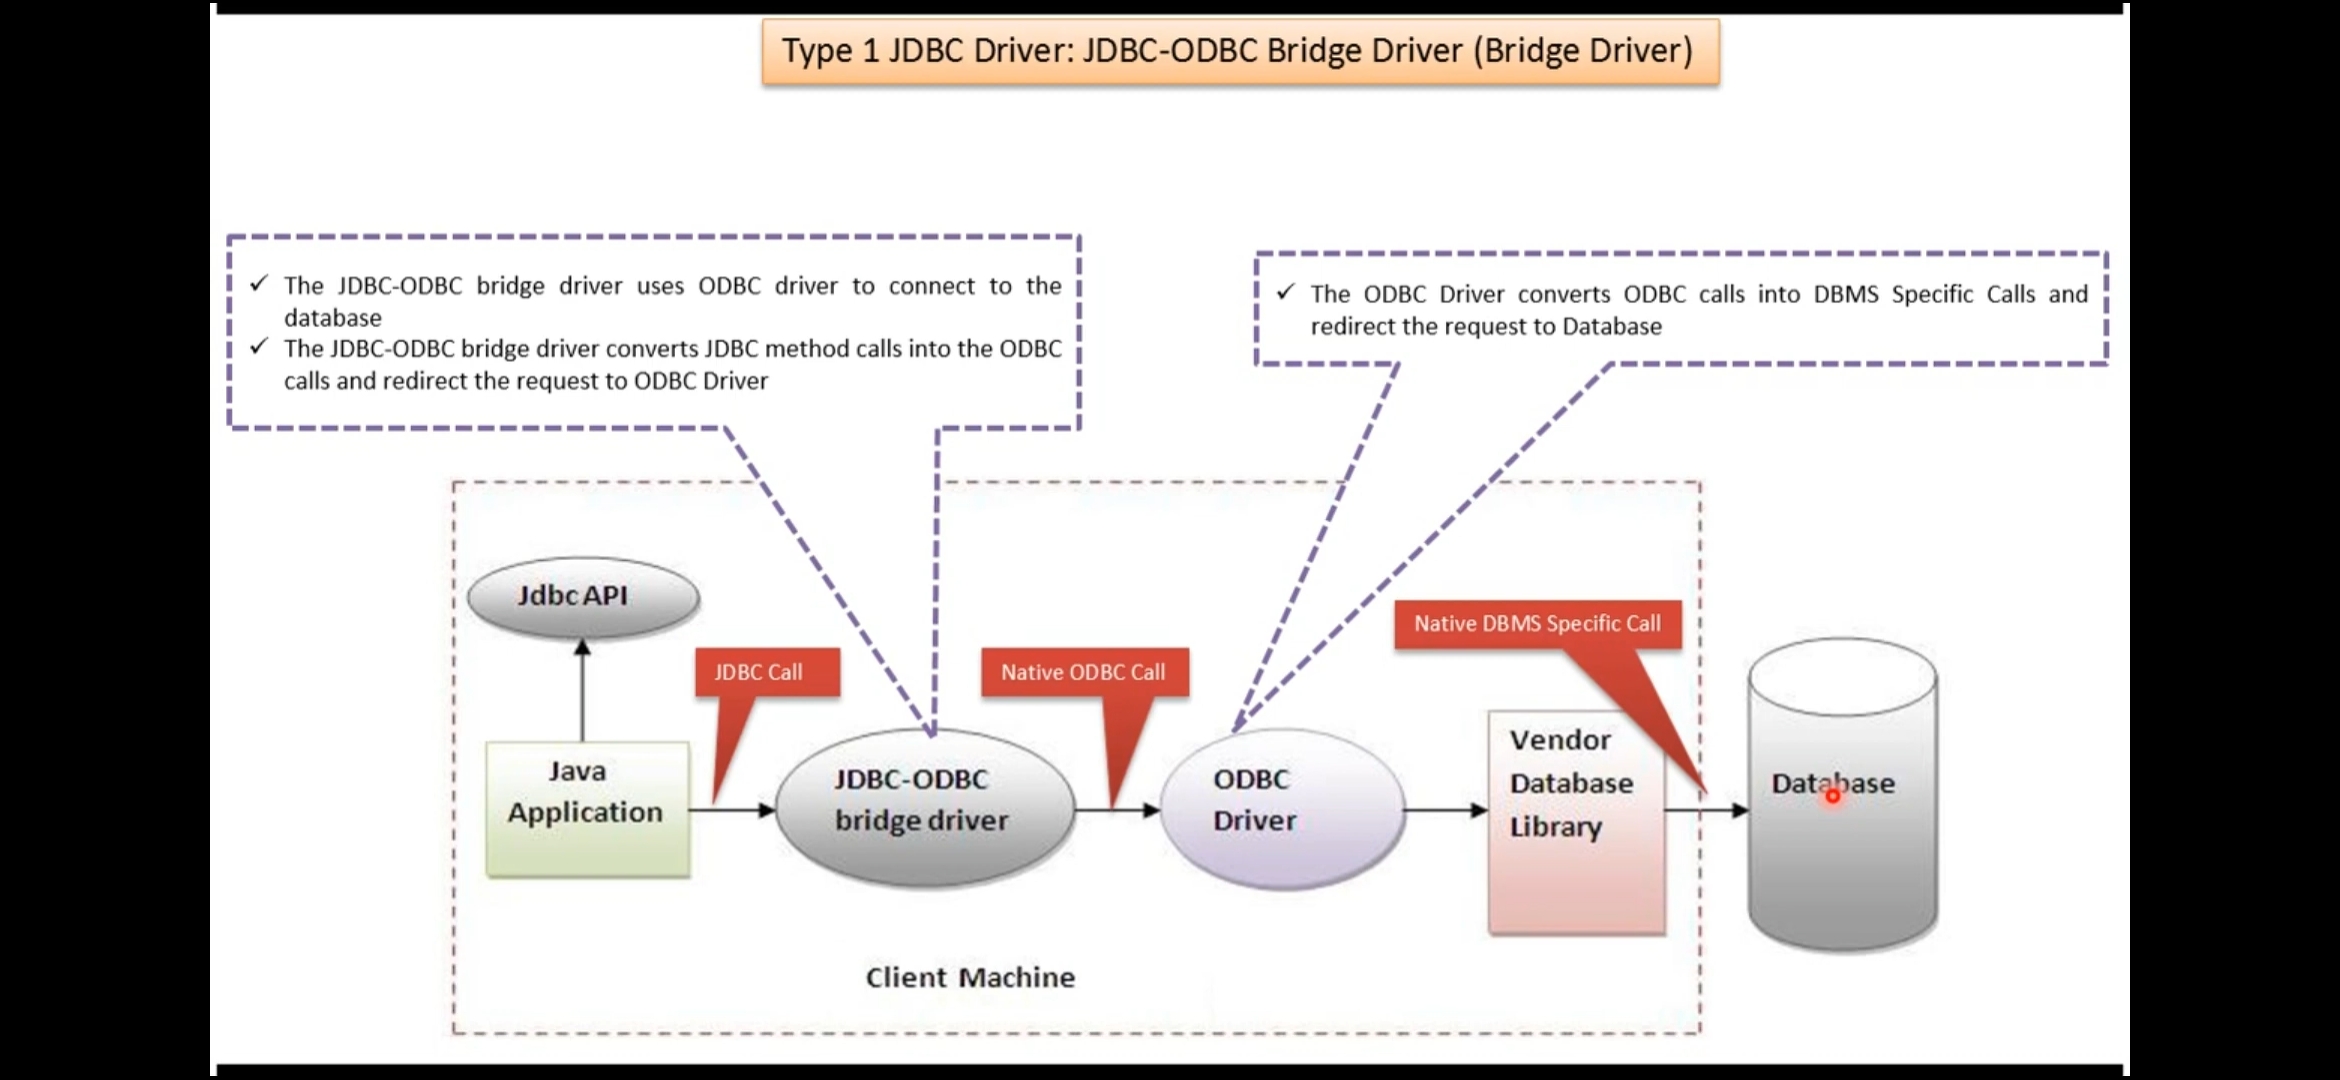 Type 1 JDBC Driver: JDBC-ODBC Bridge Driver (Bridge Driver)
✓ The JDBC-ODBC bridge driver uses ODBC driver to connect to the
database
✓ The JDBC-ODBC bridge driver converts JDBC method calls into the ODBC
calls and redirect the request to ODBC Driver
✓ The ODBC Driver converts ODBC calls into DBMS Specific Calls and
redirect the request to Database
Jdbc API
JDBC Call
Native ODBC Call
Native DBMS Specific Call
Java
Application
JDBC-ODBC
bridge driver
ODBC
Driver
Vendor
Database
Library
Database
Client Machine